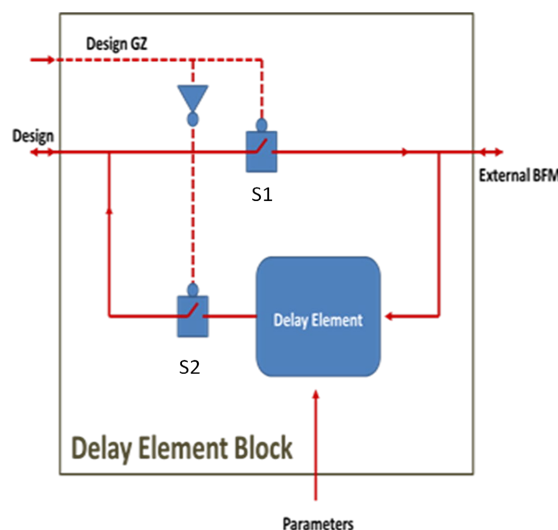 Design GZ
Design
S1
External BFM
Delay Element
S2
Delay Element Block
Parameters